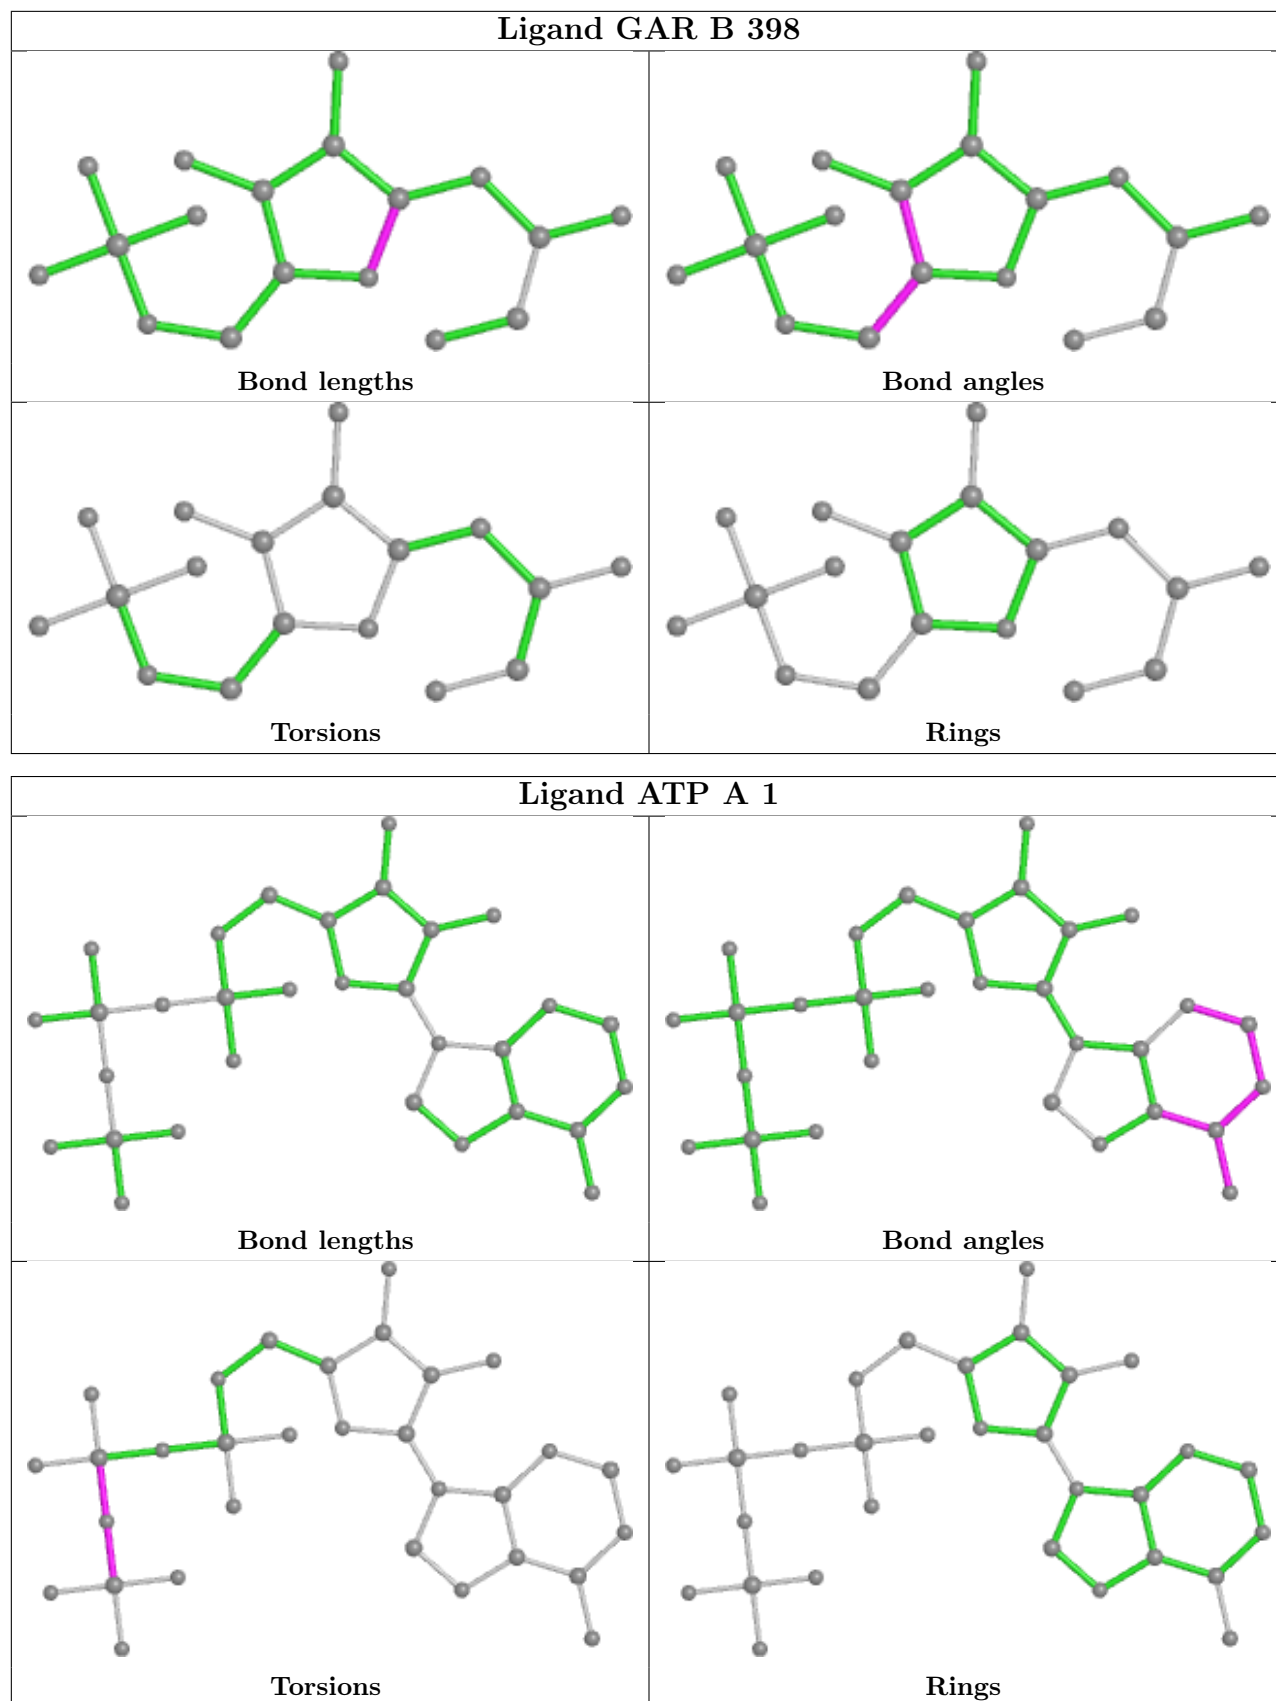 Ligand GAR B 398
Bond lengths
Bond angles
Torsions
Rings
Ligand ATP A 1
Bond lengths
Bond angles
Torsions
Rings